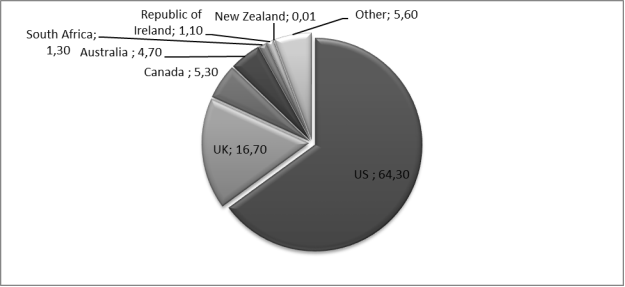 Republic of
Ireland; 1,10
New Zealand; 0,01
Other; 5,60
South Africa;
1,30
Australia ; 4,70
Canada ; 5,30
UK; 16,70
US ; 64,30